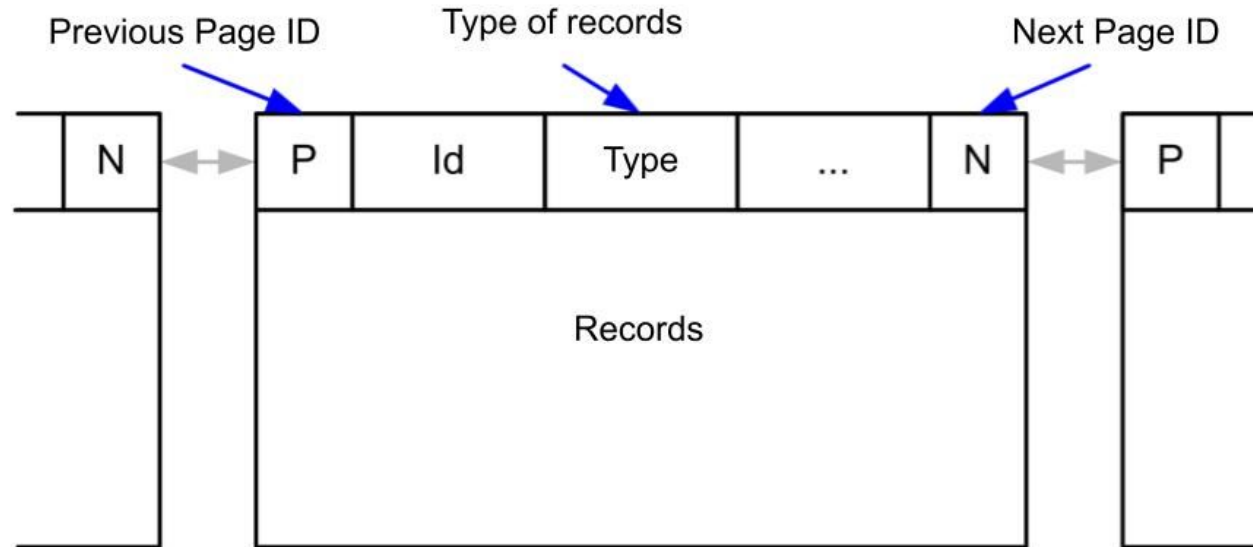 Previous Page ID
Type of records
Next Page ID
N
P
Id
Type
...
N
P
Records